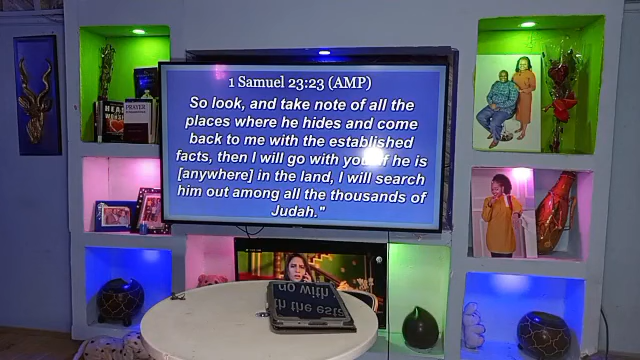 1 Samuel 23:23 (AMP)
So look, and take note of all the
places where he hides and come
back to me with the established
facts, then I will go with you. If he is
[anywhere] in the land, I will search
him out among all the thousands of
Judah."
PRAYER